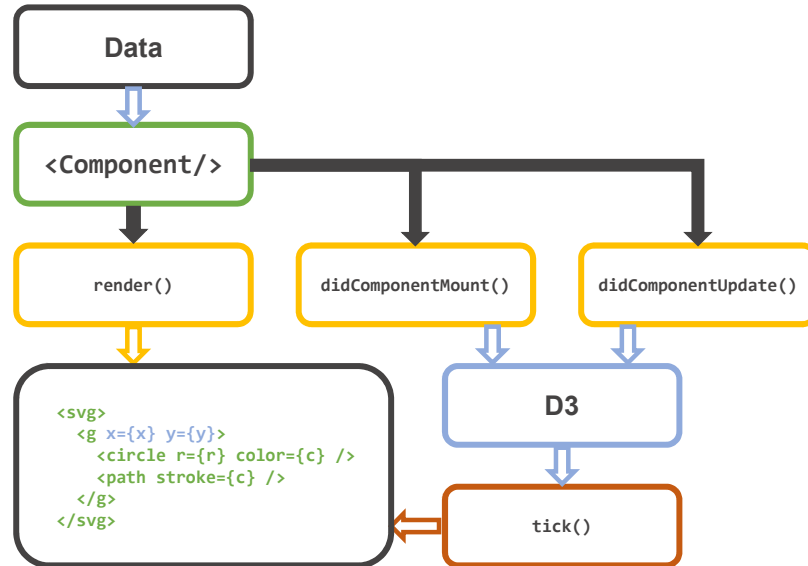 Data
<Component/>
render()
didComponentMount()
didComponentUpdate()
<svg>
<g x={x} y={y}>
<circle r={r} color={c} />
<path stroke={c} />
</g>
</svg>
D3
tick()